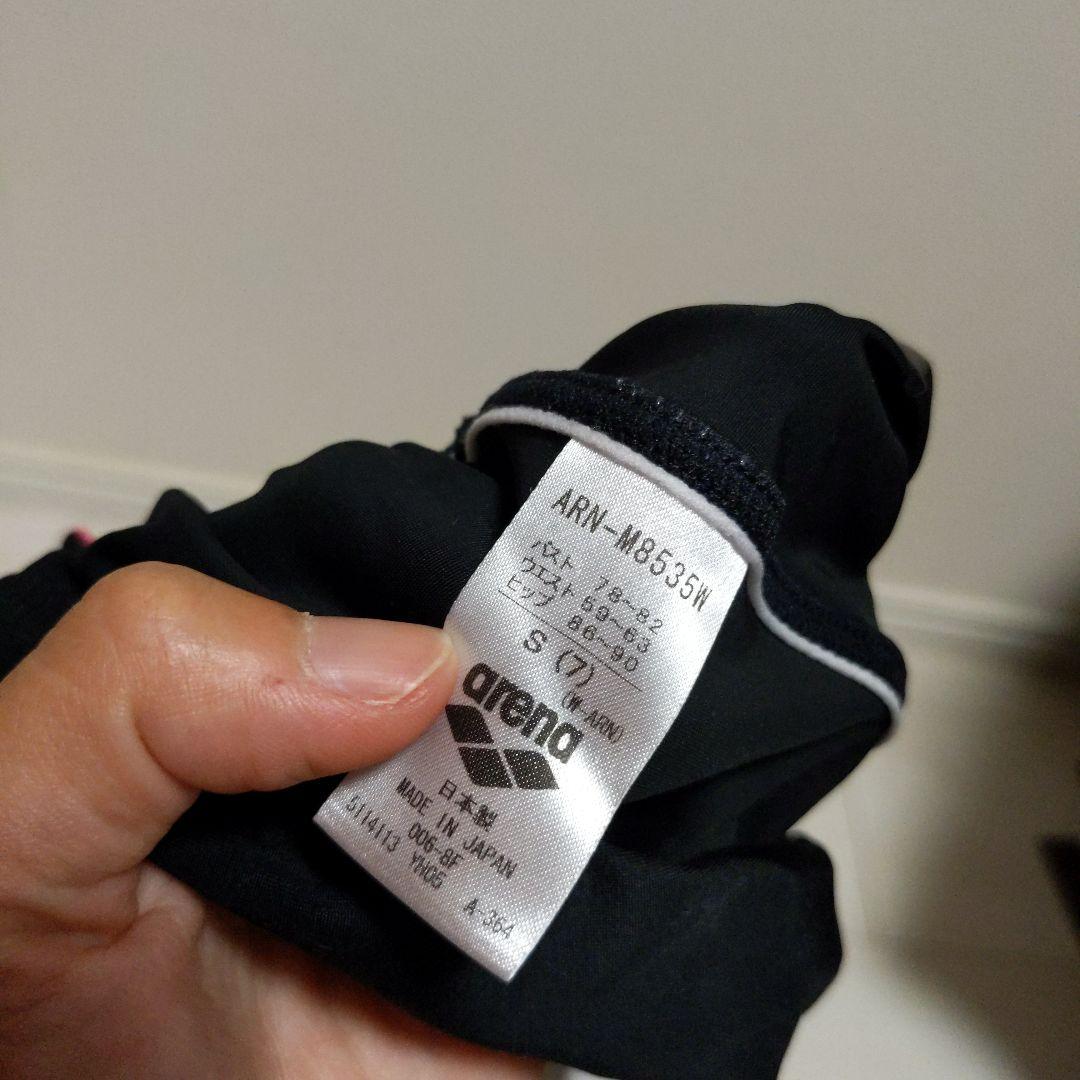 ARN-M8535W
バスト 78~82
ウエスト 59~63
ヒップ 86~90
S (7)
(W-ARN)
arena
日本製
MADE IN JAPAN
006-8F
5114113 YH05
A-364